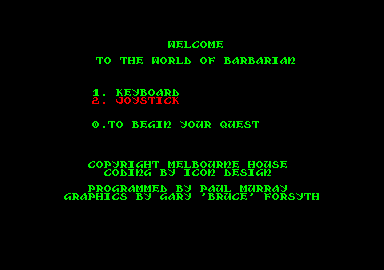 WELCOME
TO THE WORLD OF BARBARIAN
1. KEYBOARD
2. JOYSTICK
0.TO BEGIN YOUR QUEST
COPYRIGHT MELBOURNE HOUSE
CODING BY ICON DESIGN
PROGRAMMED BY PAUL MURRAY
GRAPHICS BY GARY 'BRUCE' FORSYTH